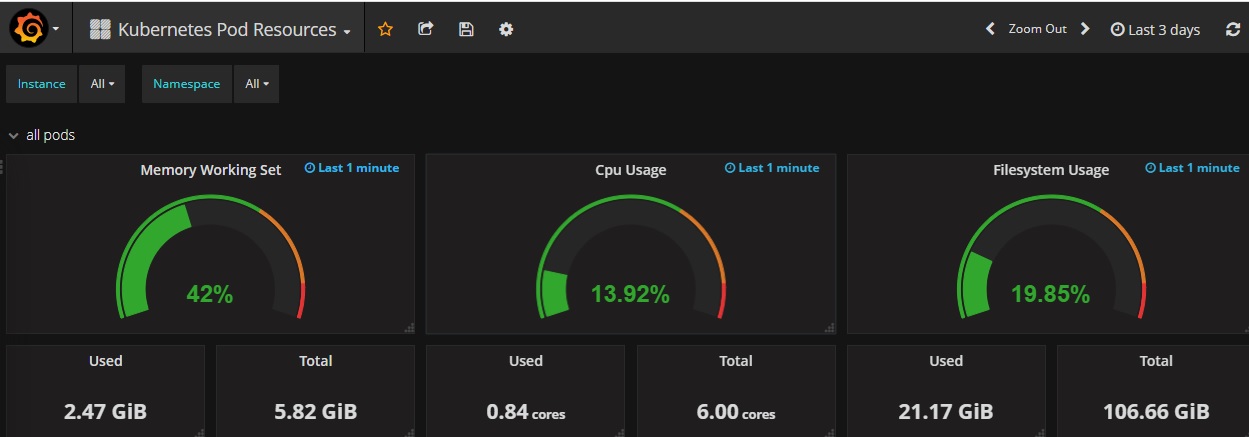 Kubernetes Pod Resources
Zoom Out
Last 3 days
Instance All Namespace All
all pods
Memory Working Set Last 1 minute
42%
Cpu Usage Last 1 minute
13.92%
Filesystem Usage Last 1 minute
19.85%
Used
2.47 GiB
Total
5.82 GiB
Used
0.84 cores
Total
6.00 cores
Used
21.17 GiB
Total
106.66 GiB